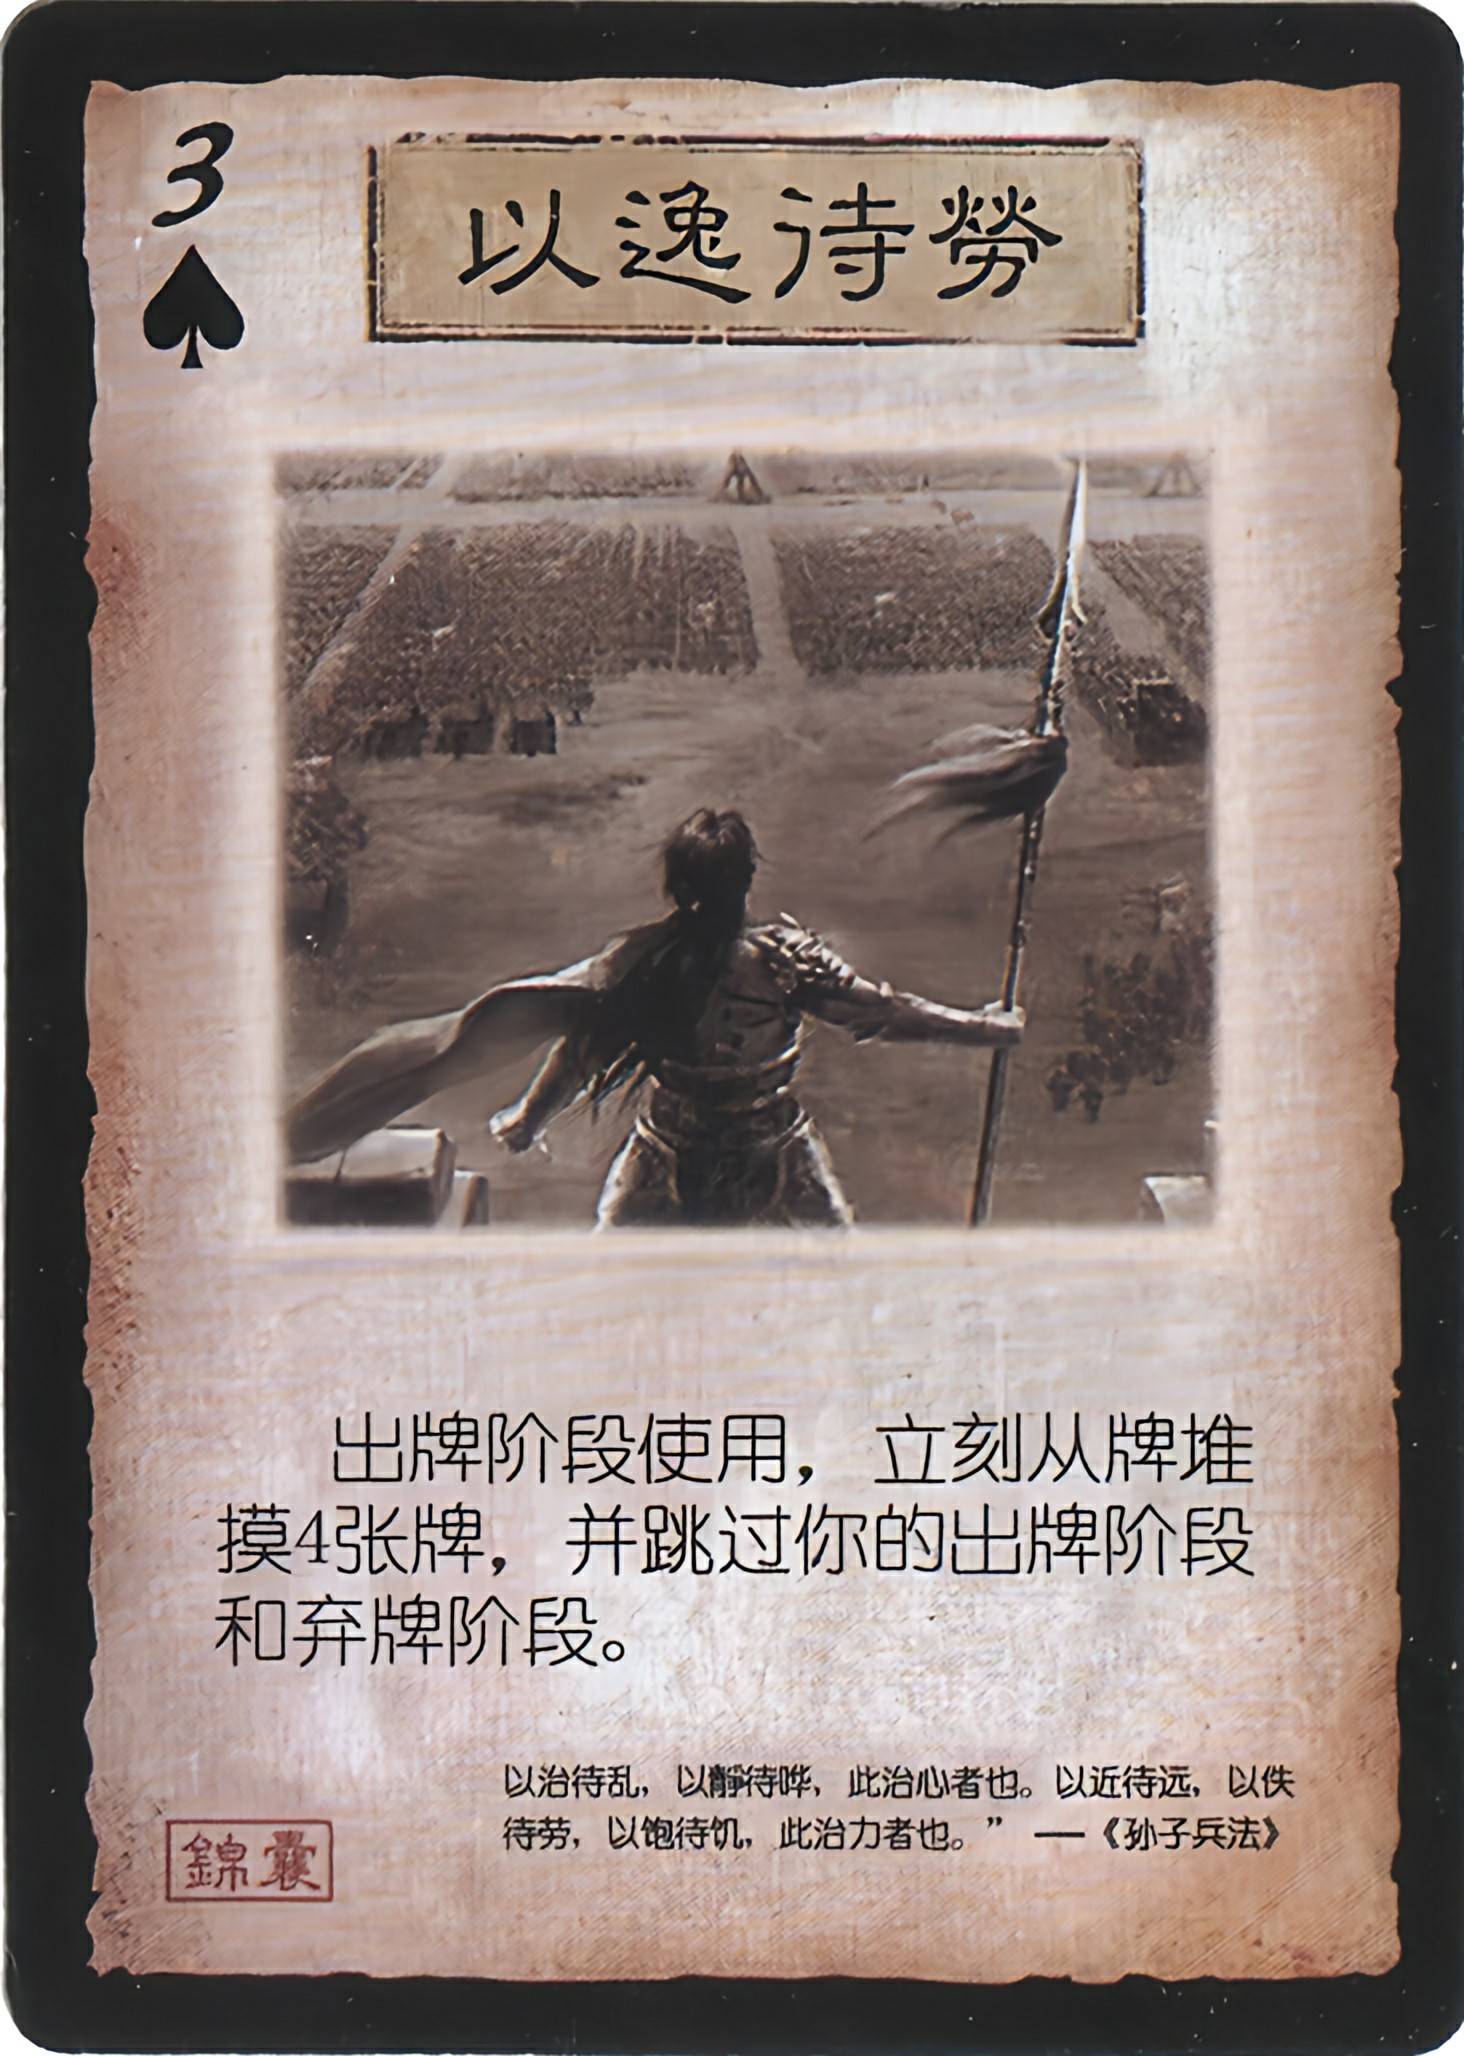 3
以逸待勞
出牌阶段使用，立刻从牌堆
摸4张牌，并跳过你的出牌阶段
和弃牌阶段。
以治待乱，以静待哗，此治心者也。以近待远，以佚
待劳，以饱待饥，此治力者也。” —《孙子兵法》
錦囊